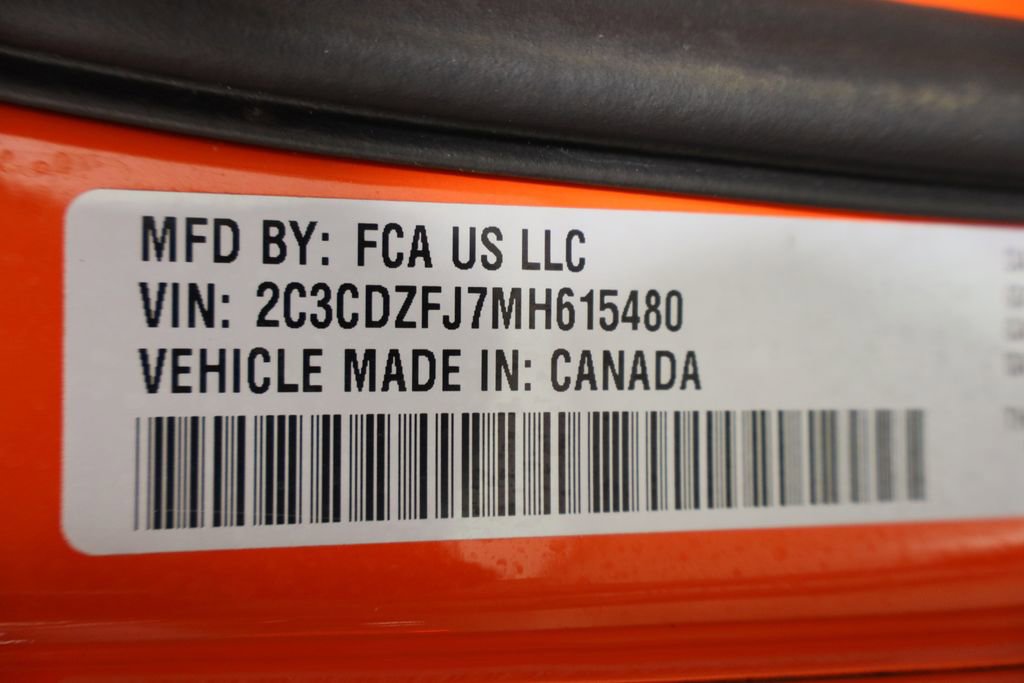 MFD BY: FCA US LLC
VIN: 2C3CDZFJ7MH615480
VEHICLE MADE IN: CANADA